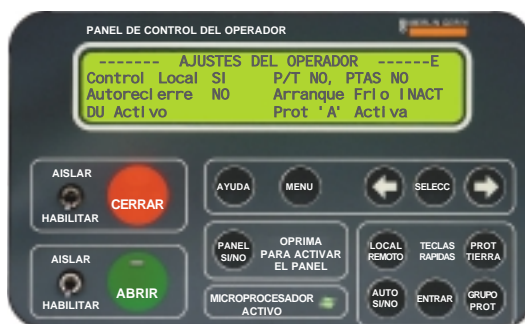 PANEL DE CONTROL DEL OPERADOR
MERLIN GERIN
------- AJUSTES DEL OPERADOR ------E
Control Local SI P/T NO, PTAS NO
Autorecierre NO Arranque Frio INACT
DU Activo Prot 'A' Activa
AISLAR
CERRAR
HABILITAR
AYUDA MENU SELECC
AISLAR
ABRIR
HABILITAR
PANEL SI/NO
OPRIMA
PARA ACTIVAR
EL PANEL
MICROPROCESADOR
ACTIVO
LOCAL REMOTO
TECLAS RAPIDAS
PROT TIERRA
AUTO SI/NO
ENTRAR
GRUPO PROT